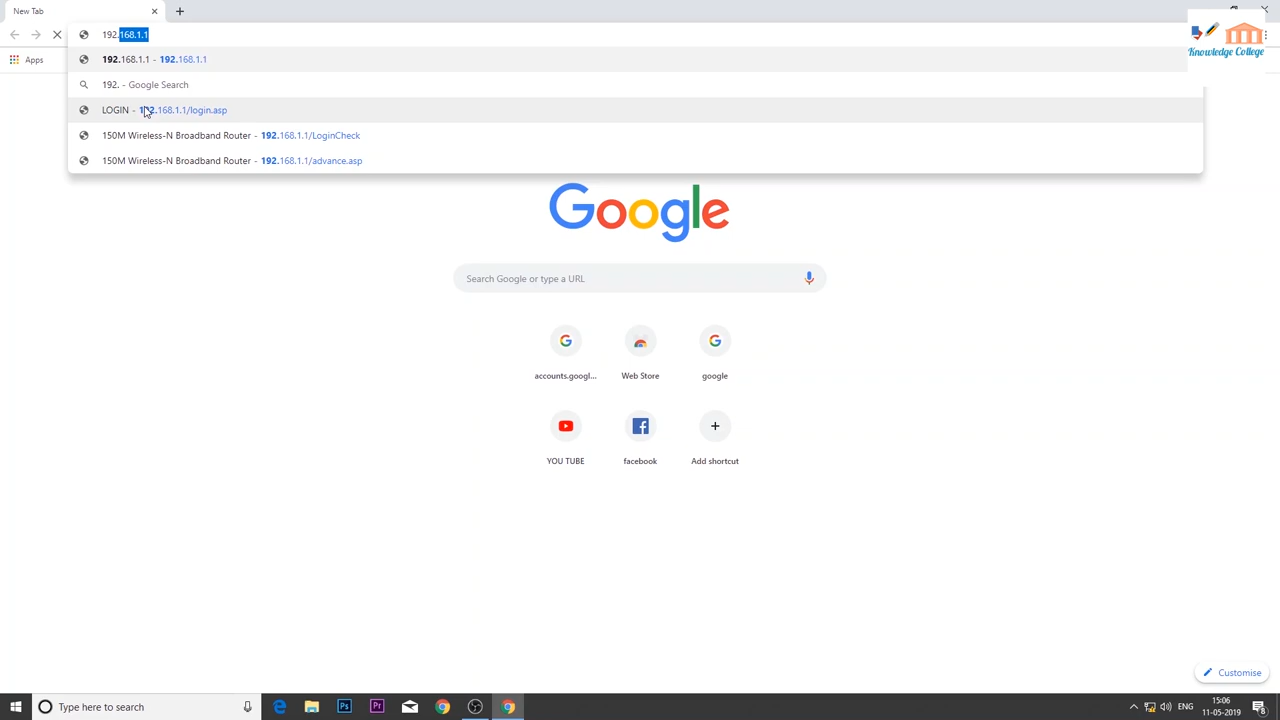 New Tab
192.168.1.1
Apps
Knowledge College
192.168.1.1 - 192.168.1.1
192. - Google Search
LOGIN - 192.168.1.1/login.asp
150M Wireless-N Broadband Router - 192.168.1.1/LoginCheck
150M Wireless-N Broadband Router - 192.168.1.1/advance.asp
Google
Search Google or type a URL
accounts.googl...
Web Store
google
YOU TUBE
facebook
Add shortcut
Customise
Type here to search
Ps
Pr
ENG
15:06
11-05-2019